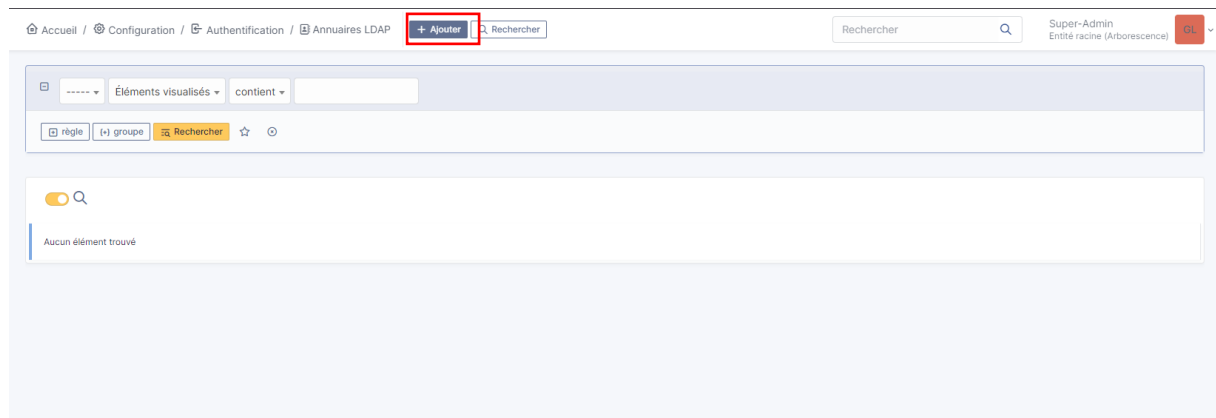 Accueil / Configuration / Authentification / Annuaires LDAP + Ajouter Rechercher Rechercher Super-Admin
Entité racine (Arborescence) GL
----- Éléments visualisés contient
règle (+) groupe Rechercher
Aucun élément trouvé